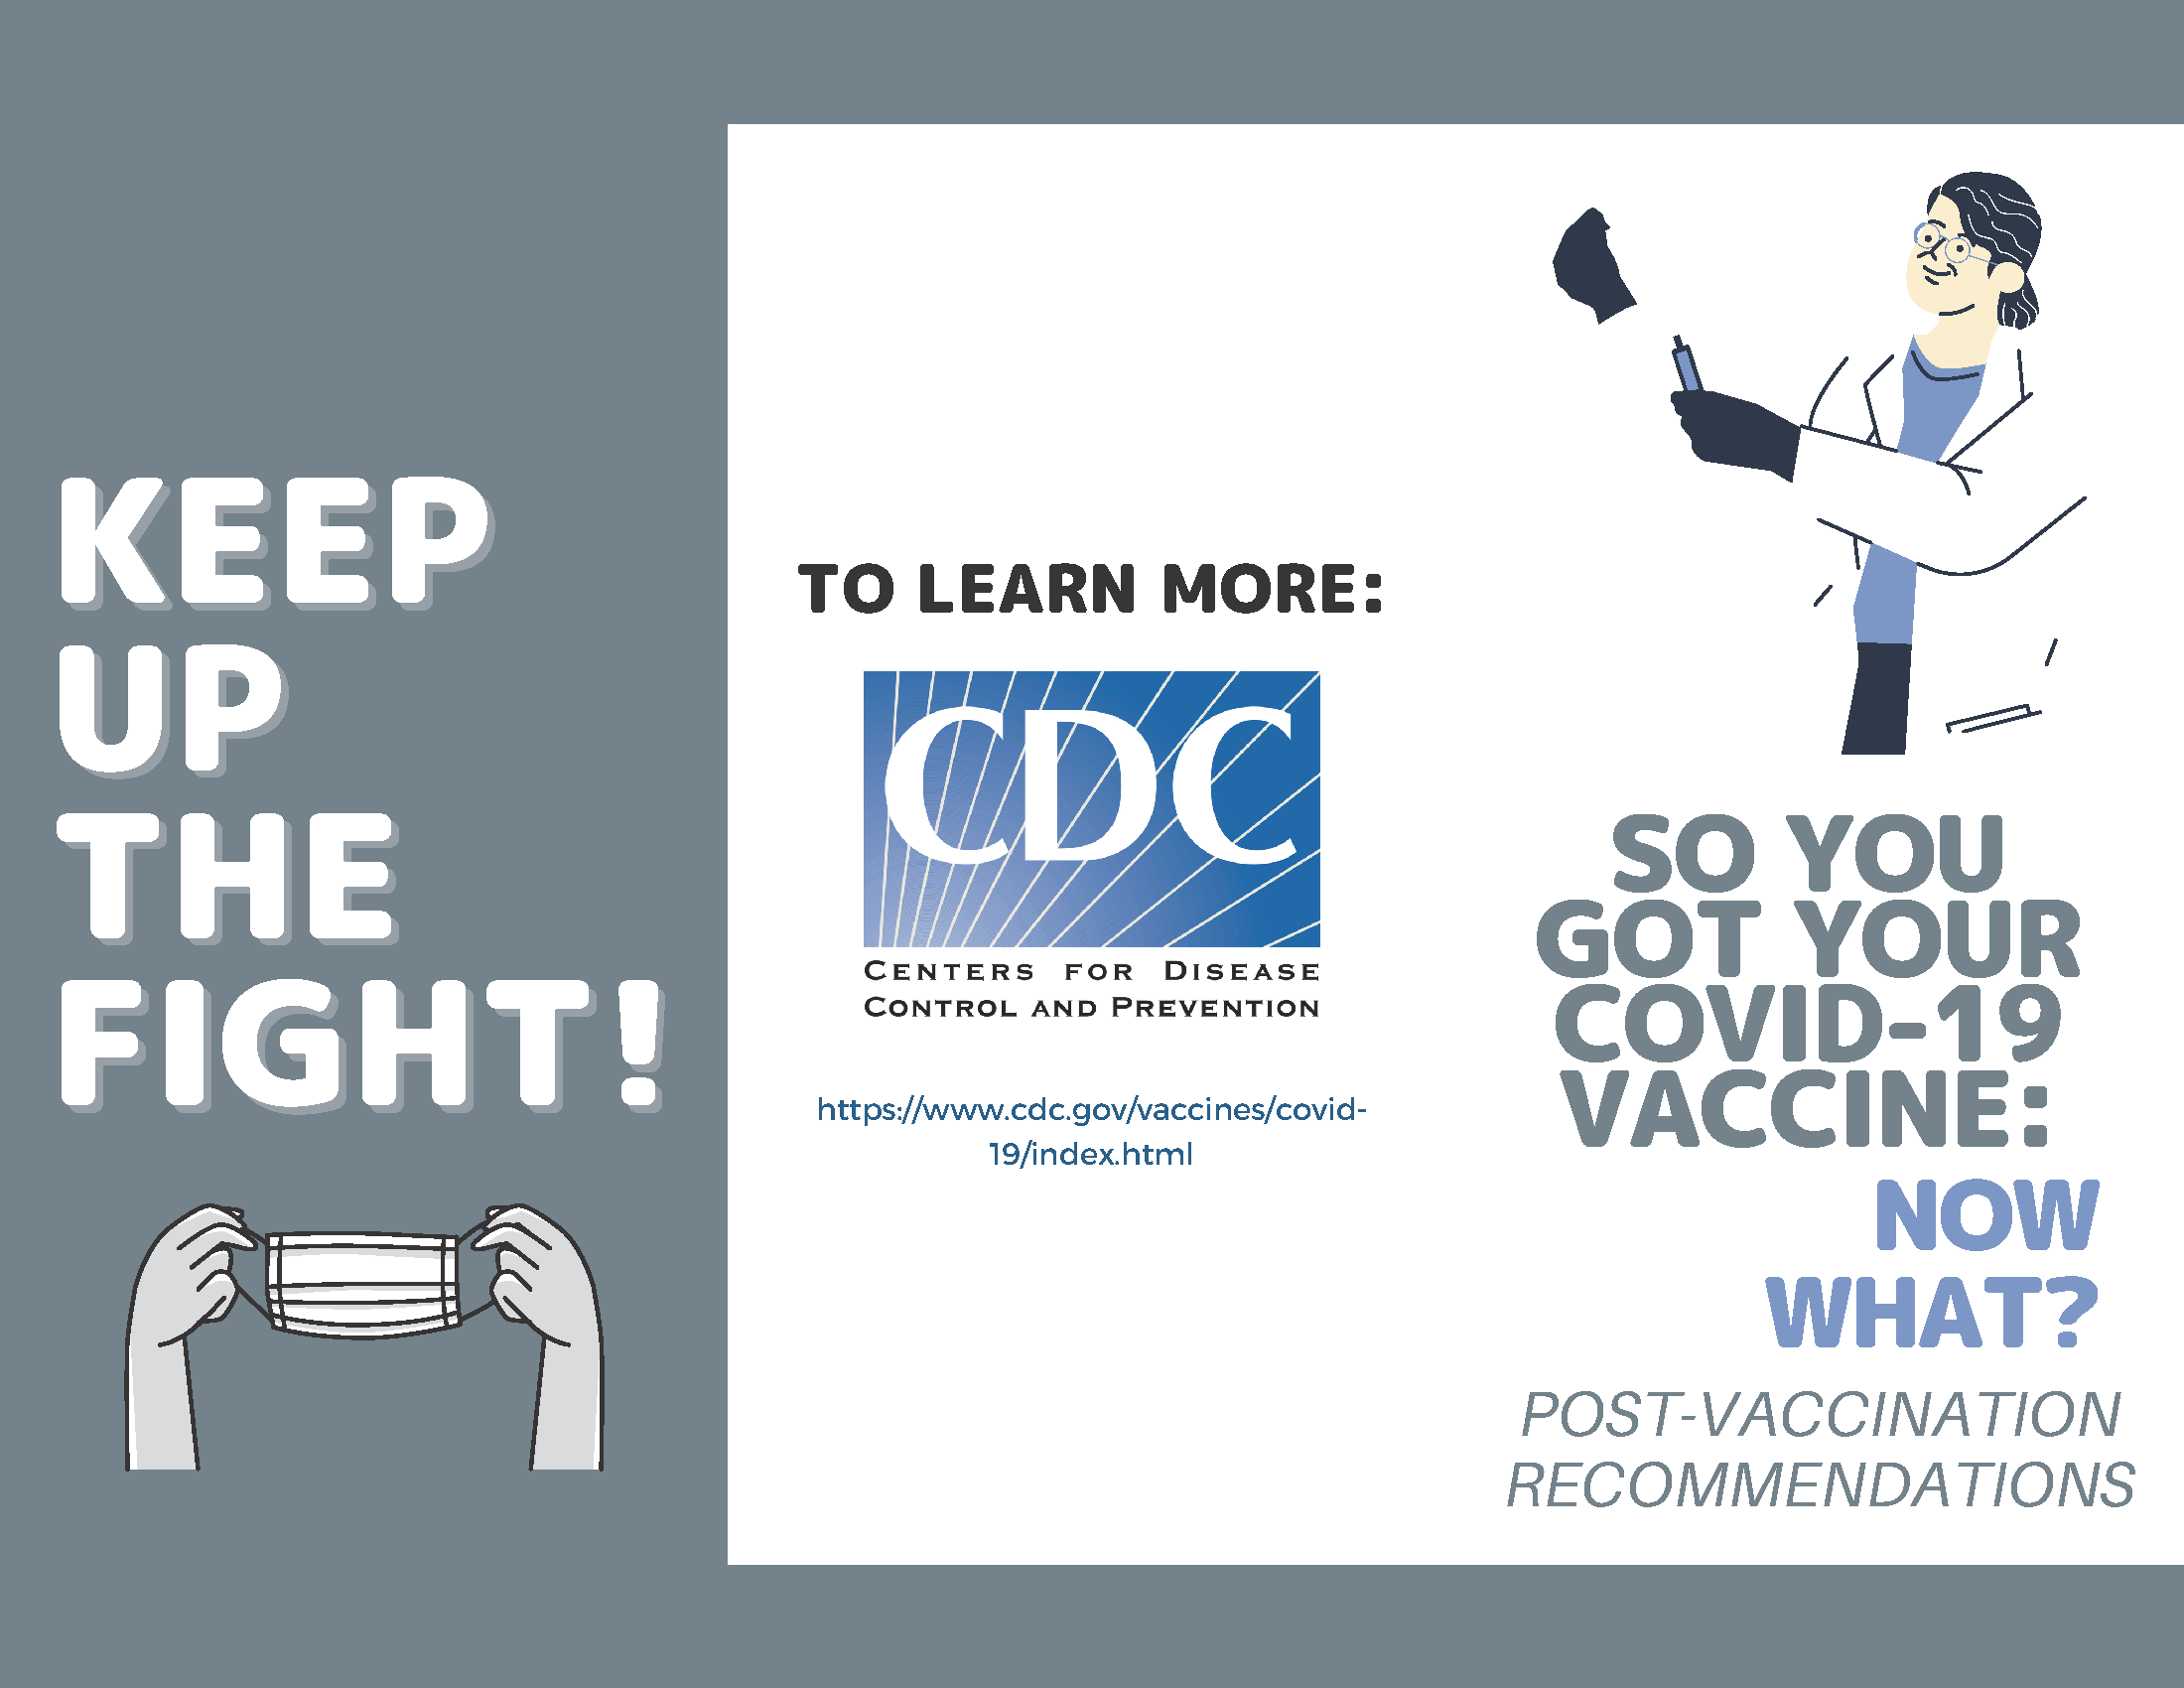 KEEP
UP
THE
FIGHT!
TO LEARN MORE:
CDC
CENTERS FOR DISEASE
CONTROL AND PREVENTION
https://www.cdc.gov/vaccines/covid-
19/index.html
SO YOU
GOT YOUR
COVID-19
VACCINE:
NOW
WHAT?
POST-VACCINATION
RECOMMENDATIONS